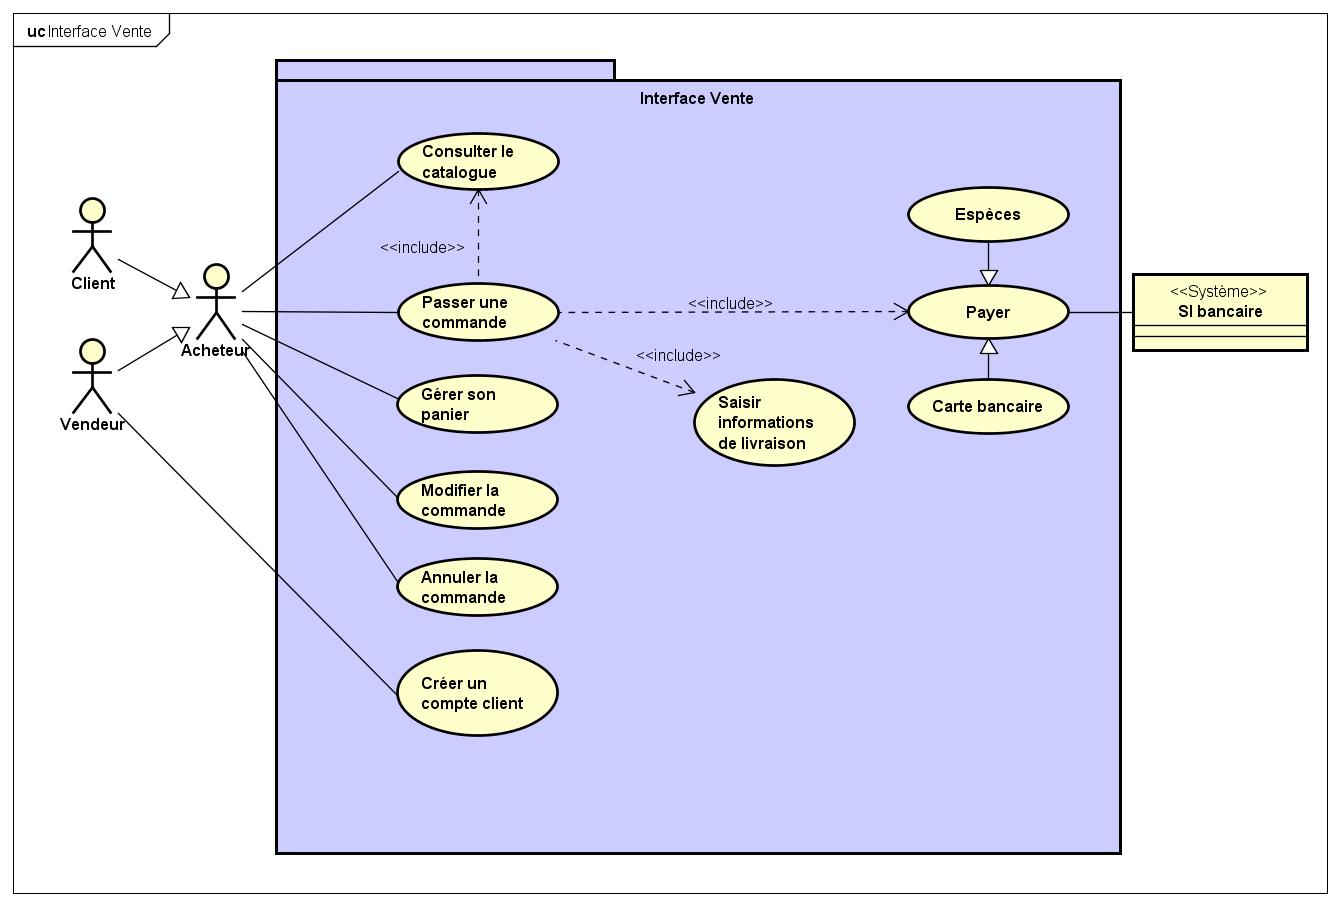 uc Interface Vente
Interface Vente
Consulter le
catalogue
Espèces
<<include>>
Client
<<Système>>
SI bancaire
Passer une
commande
<<include>>
Payer
Acheteur
<<include>>
Vendeur
Gérer son
panier
Saisir
informations
de livraison
Carte bancaire
Modifier la
commande
Annuler la
commande
Créer un
compte client